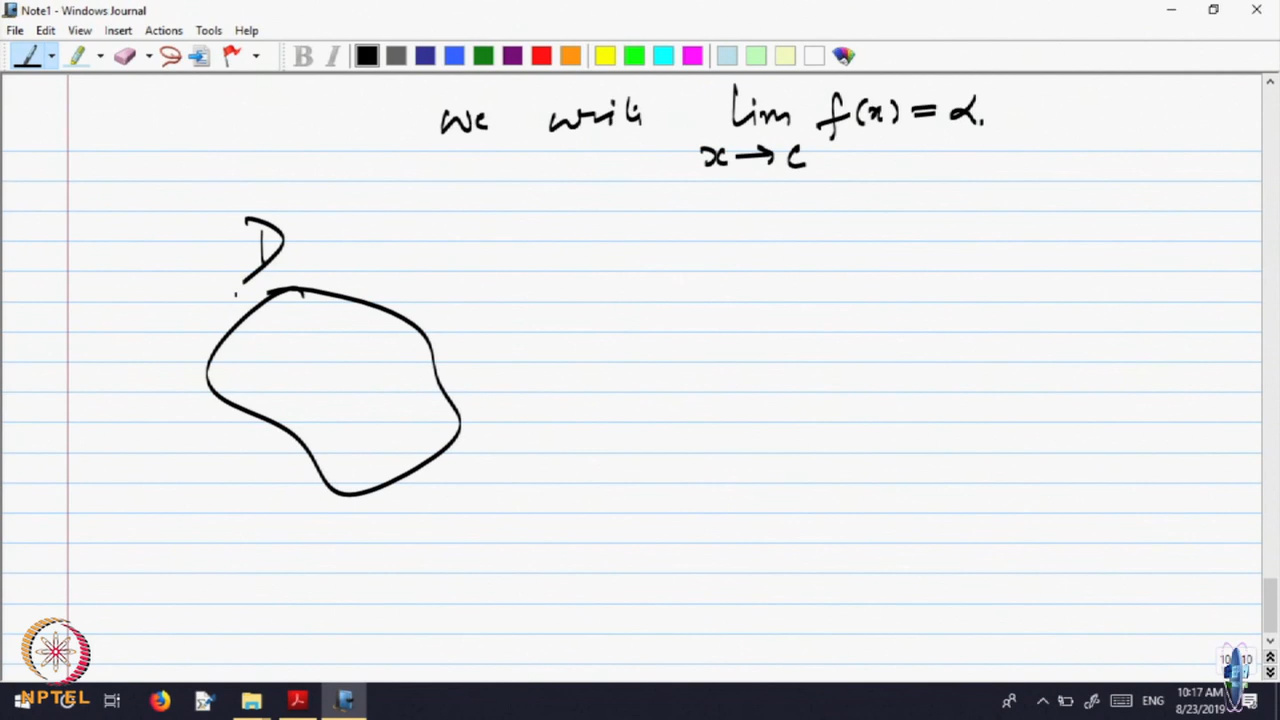 Note1 - Windows Journal
File Edit View Insert Actions Tools Help
B I
we write lim f(x) = α.
x → c
D
NPTEL
ENG
10:17 AM
8/23/2019